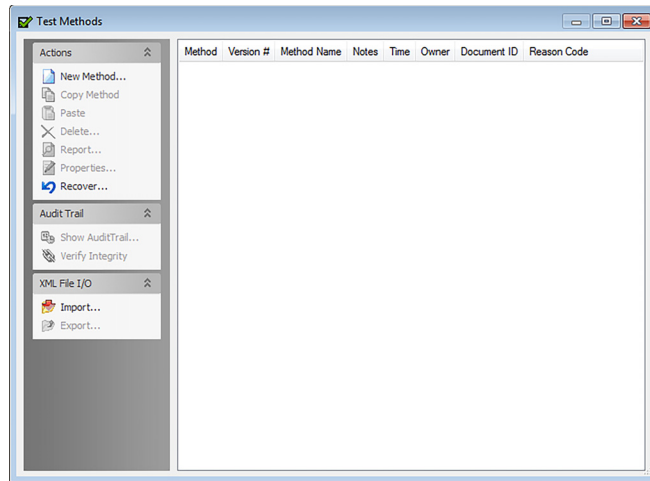 Test Methods
Actions
New Method...
Copy Method
Paste
Delete...
Report...
Properties...
Recover...
Audit Trail
Show AuditTrail...
Verify Integrity
XML File I/O
Import...
Export...
Method Version # Method Name Notes Time Owner Document ID Reason Code